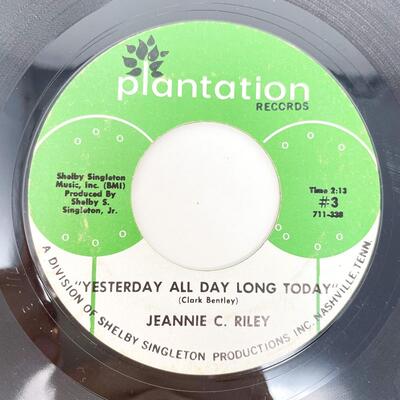 plantation
RECORDS
Shelby Singleton
Music, Inc. (BMI)
Produced By
Shelby S.
Singleton, Jr.
Time 2:13
#3
711-338
"YESTERDAY ALL DAY LONG TODAY"
(Clark Bentley)
JEANNIE C. RILEY
A DIVISION OF SHELBY SINGLETON PRODUCTIONS INC. NASHVILLE, TENN.